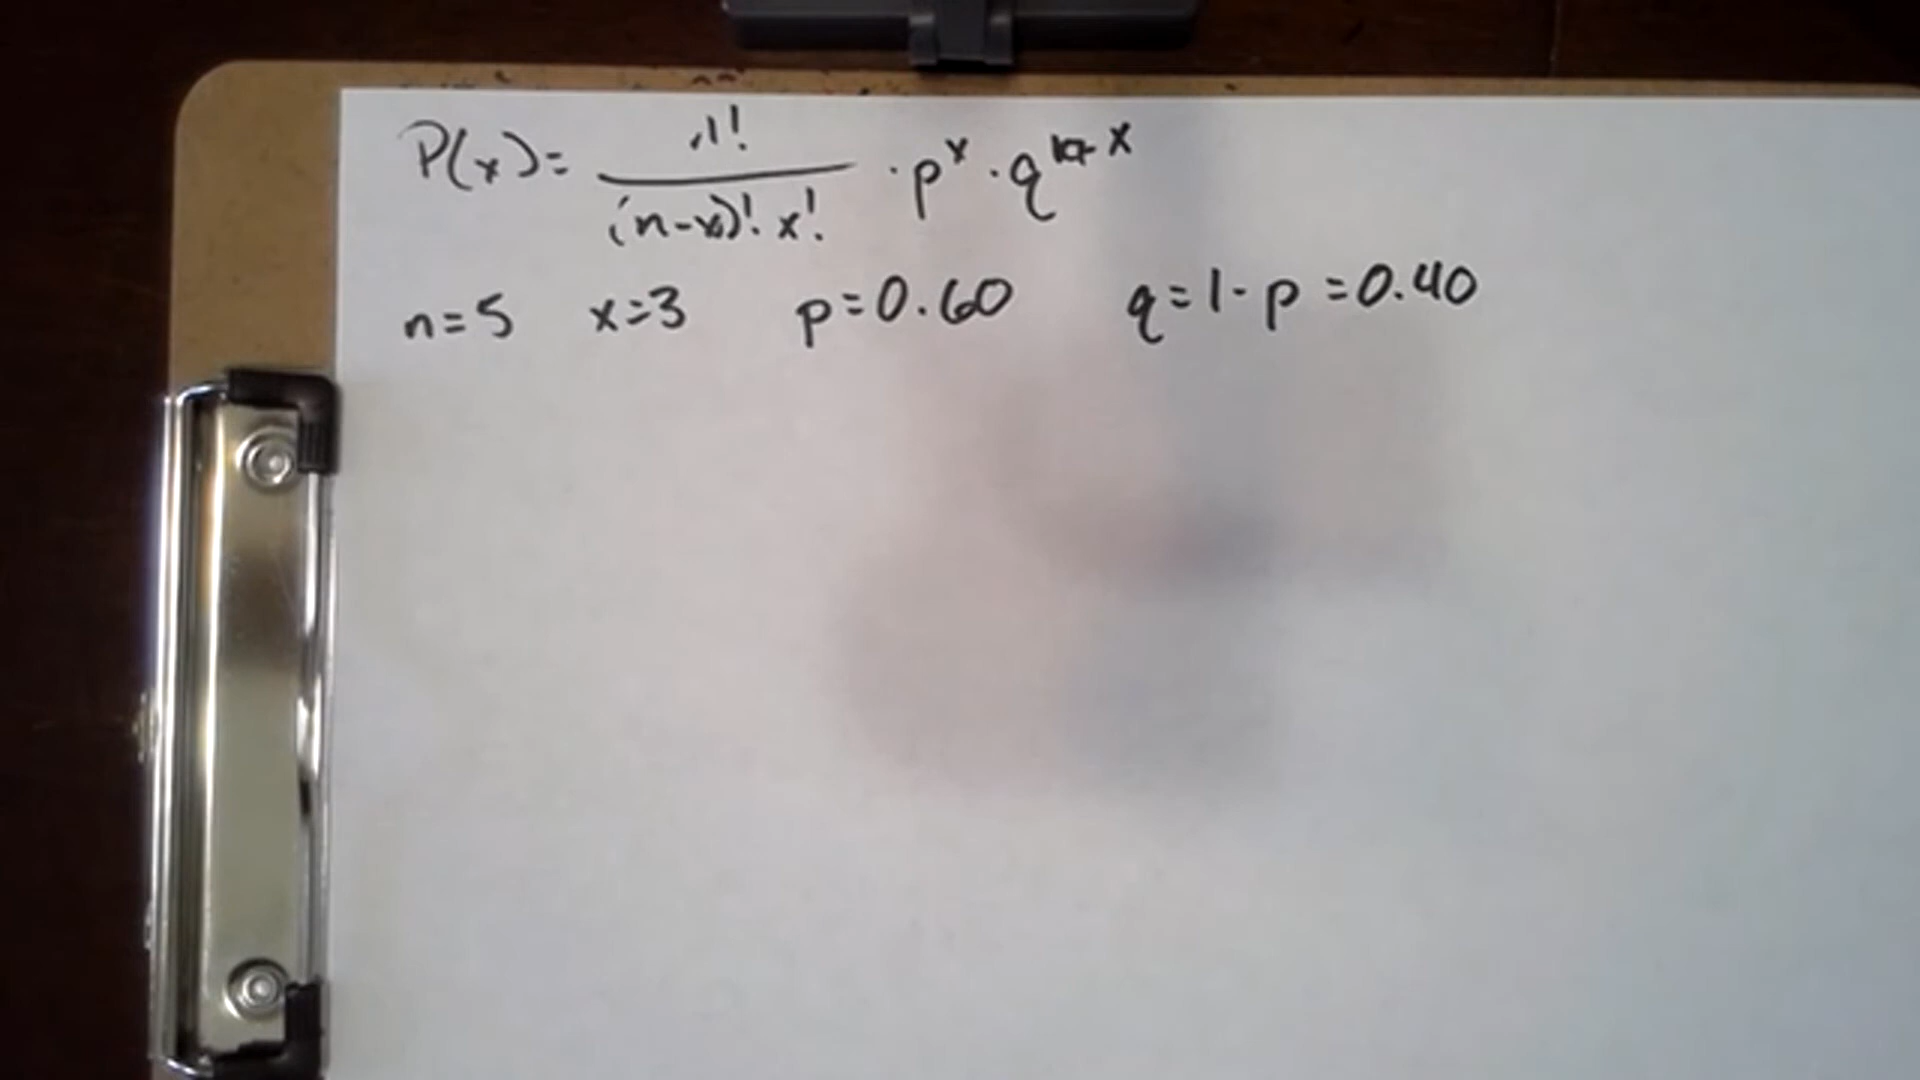 P(x) = n! / (n-x)! x! · p^x · q^n-x
n=5 x=3 p=0.60 q=1-p=0.40